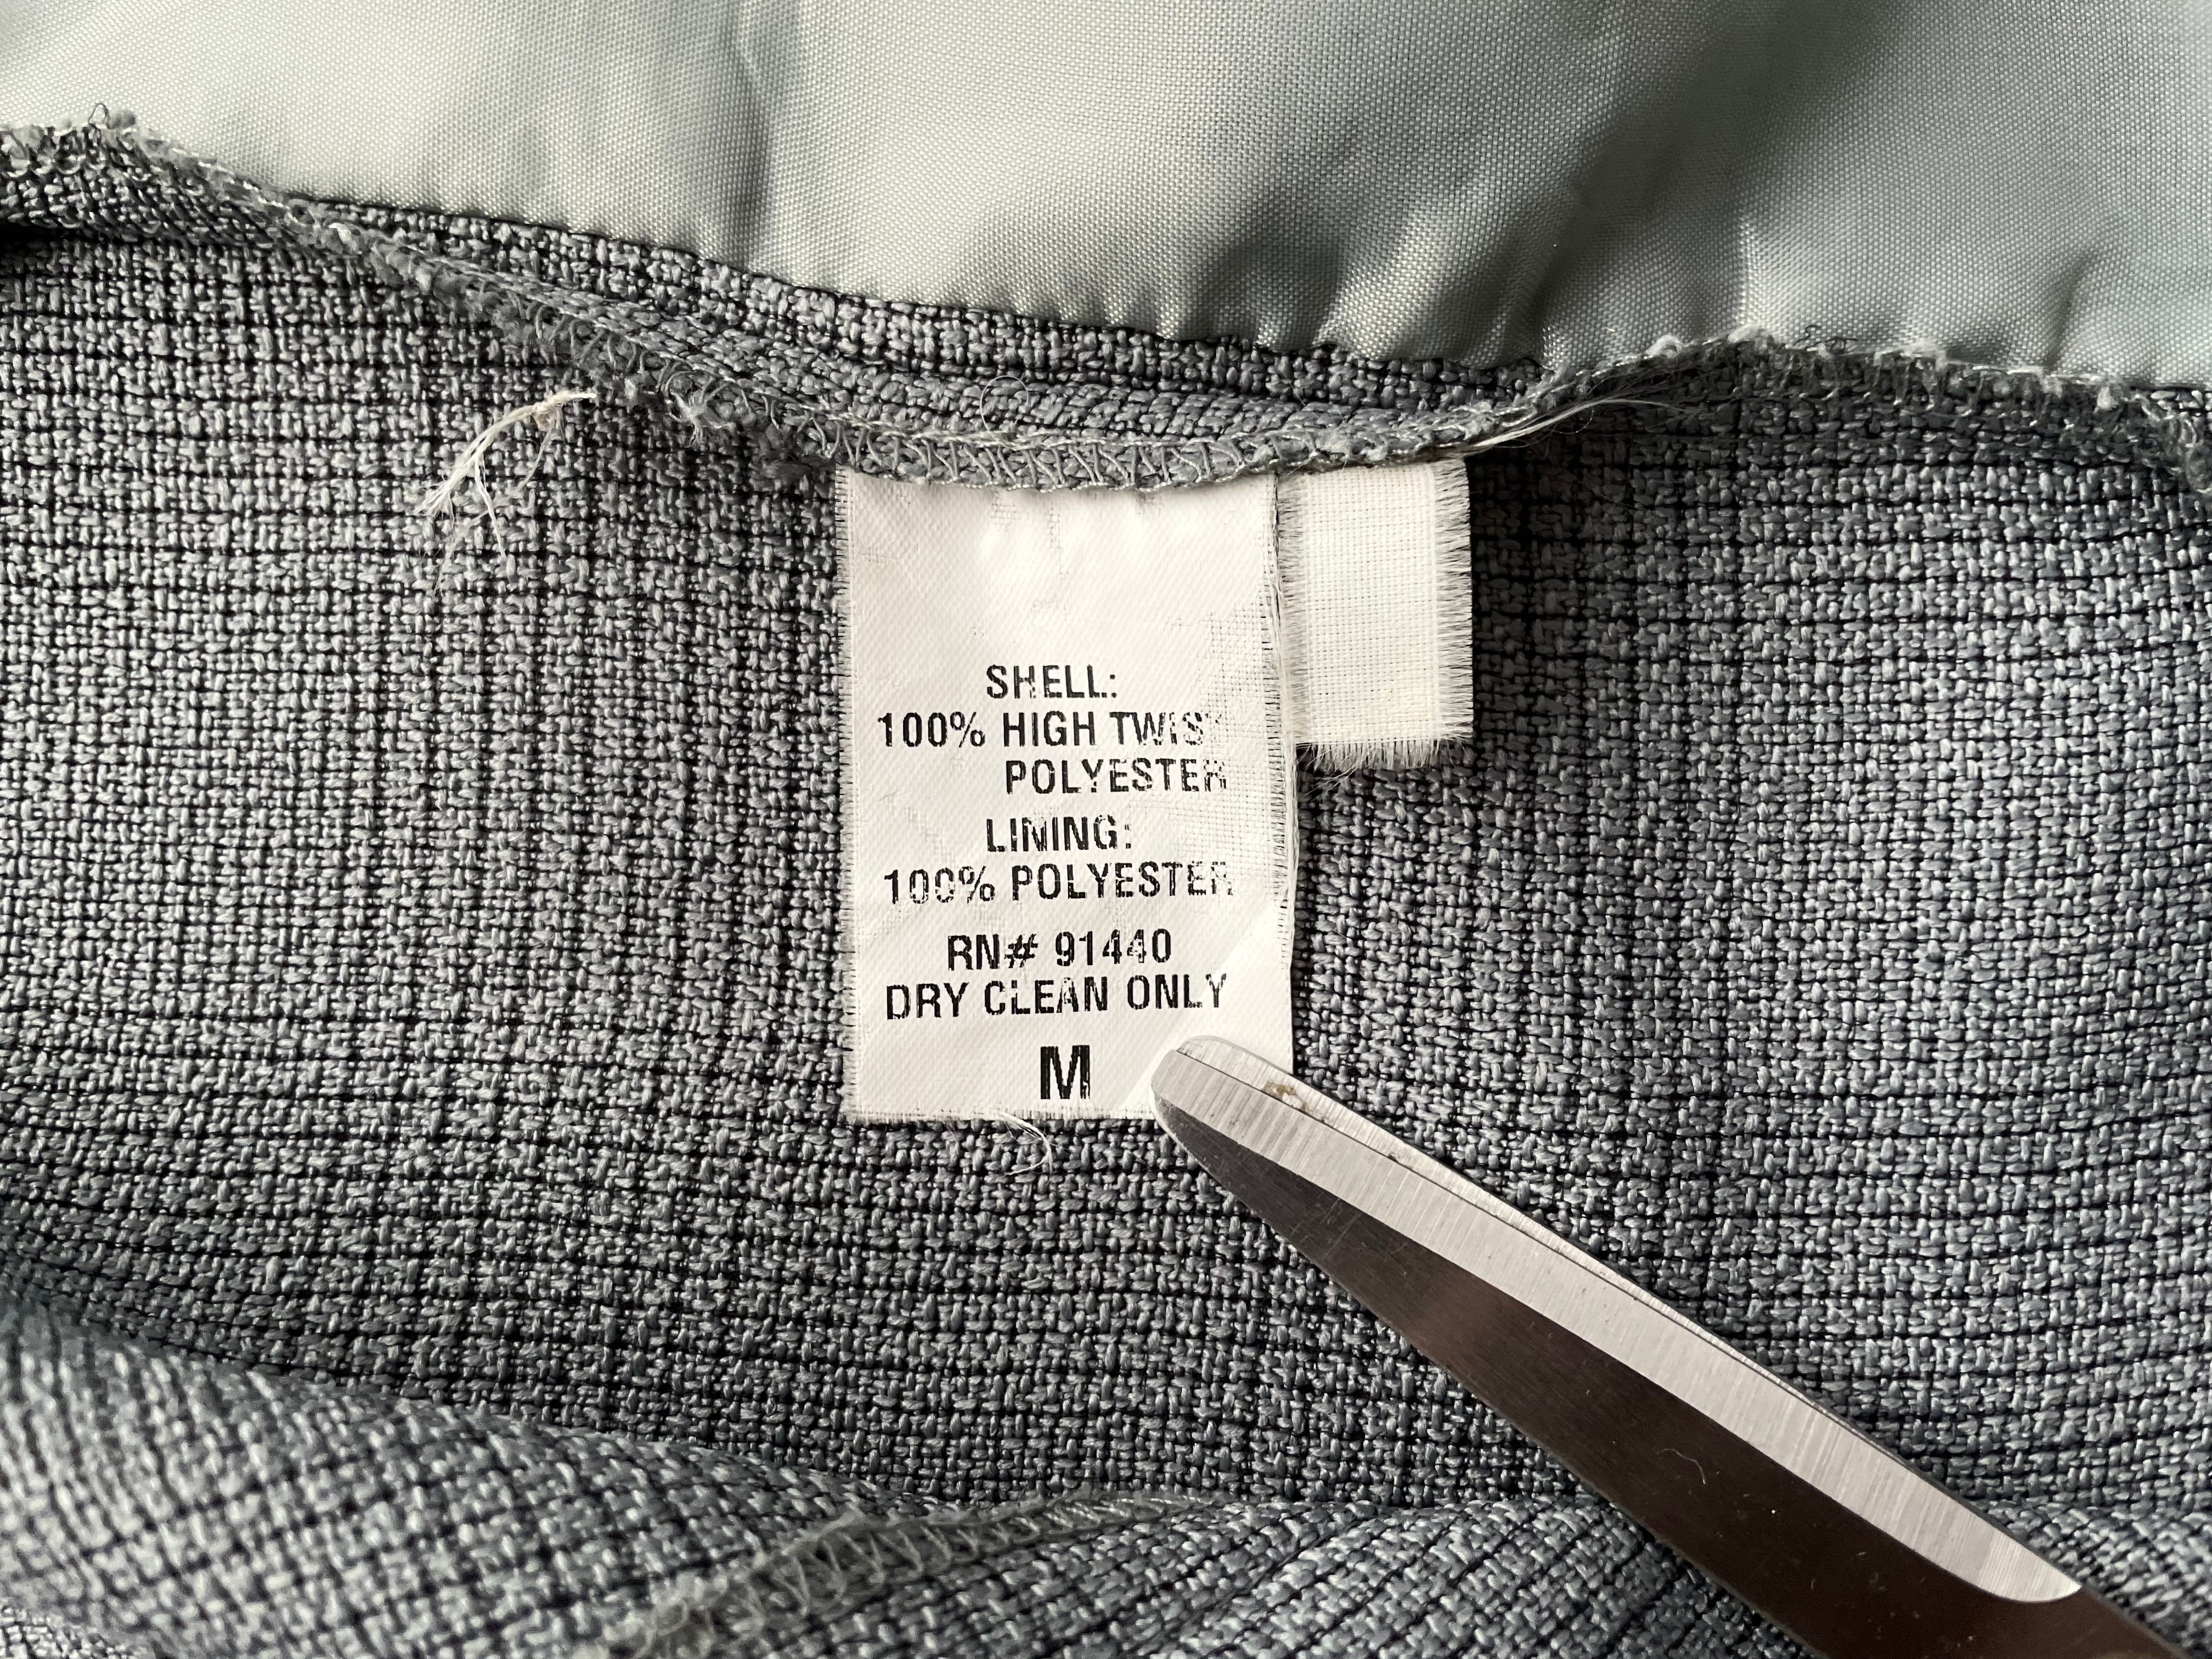 SHELL:
100% HIGH TWIST
POLYESTER
LINING:
100% POLYESTER
RN# 91440
DRY CLEAN ONLY
M